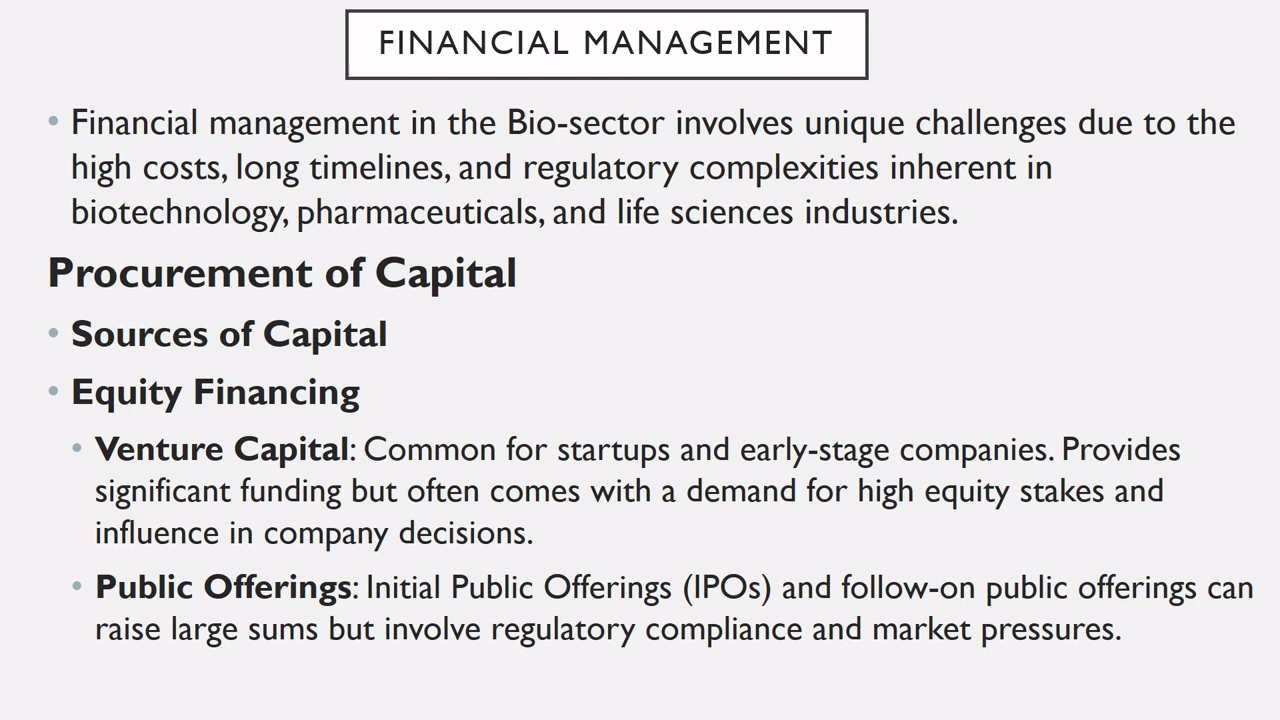 FINANCIAL MANAGEMENT
• Financial management in the Bio-sector involves unique challenges due to the
high costs, long timelines, and regulatory complexities inherent in
biotechnology, pharmaceuticals, and life sciences industries.
Procurement of Capital
• Sources of Capital
• Equity Financing
• Venture Capital: Common for startups and early-stage companies. Provides
significant funding but often comes with a demand for high equity stakes and
influence in company decisions.
• Public Offerings: Initial Public Offerings (IPOs) and follow-on public offerings can
raise large sums but involve regulatory compliance and market pressures.